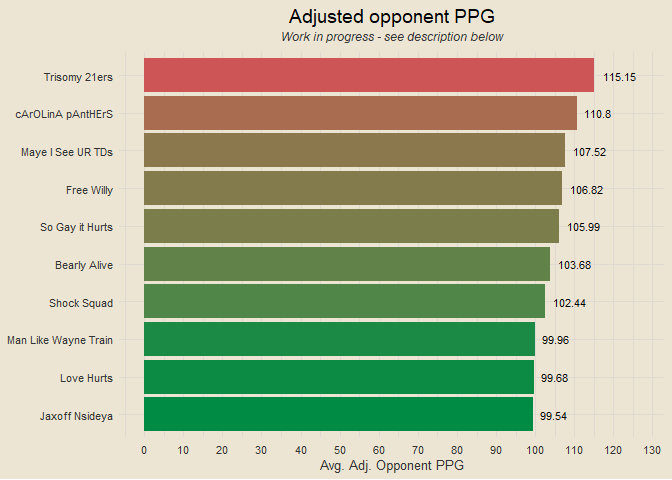 Adjusted opponent PPG
Work in progress - see description below
Trisomy 21ers 115.15
cArOLinA pAntHErS 110.8
Maye I See UR TDs 107.52
Free Willy 106.82
So Gay it Hurts 105.99
Bearly Alive 103.68
Shock Squad 102.44
Man Like Wayne Train 99.96
Love Hurts 99.68
Jaxoff Nsideya 99.54
0 10 20 30 40 50 60 70 80 90 100 110 120 130
Avg. Adj. Opponent PPG